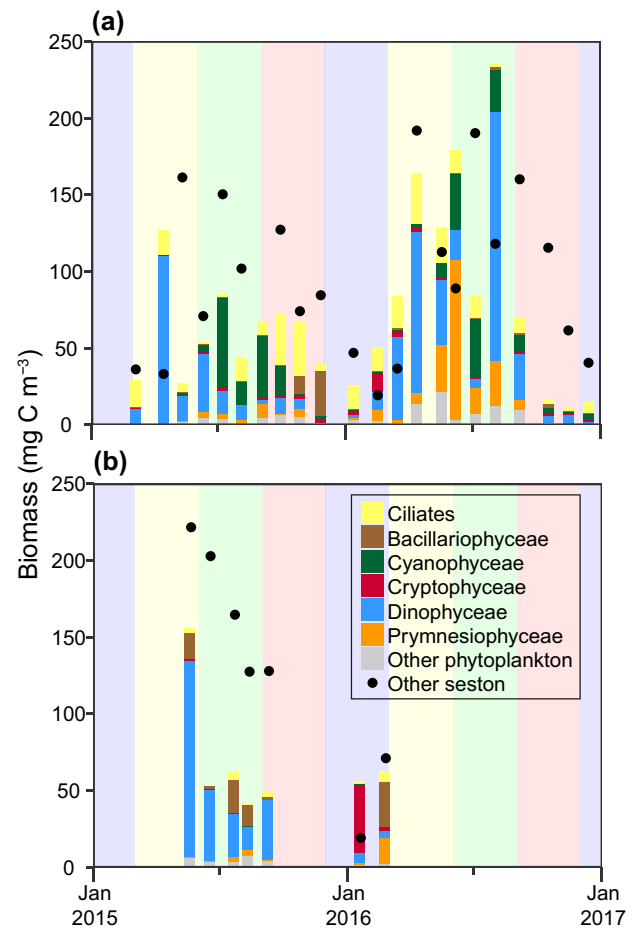 (a)
250
200
150
100
50
0
Biomass (mg C m⁻³)
(b)
250
200
150
100
50
0
Ciliates
Bacillariophyceae
Cyanophyceae
Cryptophyceae
Dinophyceae
Prymnesiophyceae
Other phytoplankton
Other seston
Jan Jan Jan
2015 2016 2017